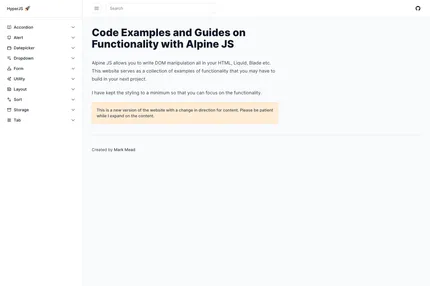 HyperJS 🚀
Search
Accordion
Alert
Datepicker
Dropdown
Form
Utility
Layout
Sort
Storage
Tab
Code Examples and Guides on
Functionality with Alpine JS
Alpine JS allows you to write DOM manipulation all in your HTML, Liquid, Blade etc.
This website serves as a collection of examples of functionality that you may have to
build in your next project.
I have kept the styling to a minimum so that you can focus on the functionality.
This is a new version of the website with a change in direction for content. Please be patient
while I expand on the content.
Created by Mark Mead